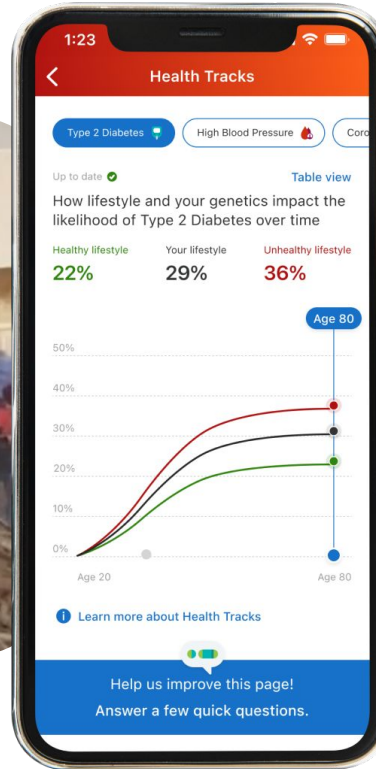 1:23
Health Tracks
Type 2 Diabetes
High Blood Pressure
Coro
Up to date
Table view
How lifestyle and your genetics impact the
likelihood of Type 2 Diabetes over time
Healthy lifestyle
Your lifestyle
Unhealthy lifestyle
22%
29%
36%
Age 80
50%
40%
30%
20%
10%
0%
Age 20
Age 80
Learn more about Health Tracks
Help us improve this page!
Answer a few quick questions.